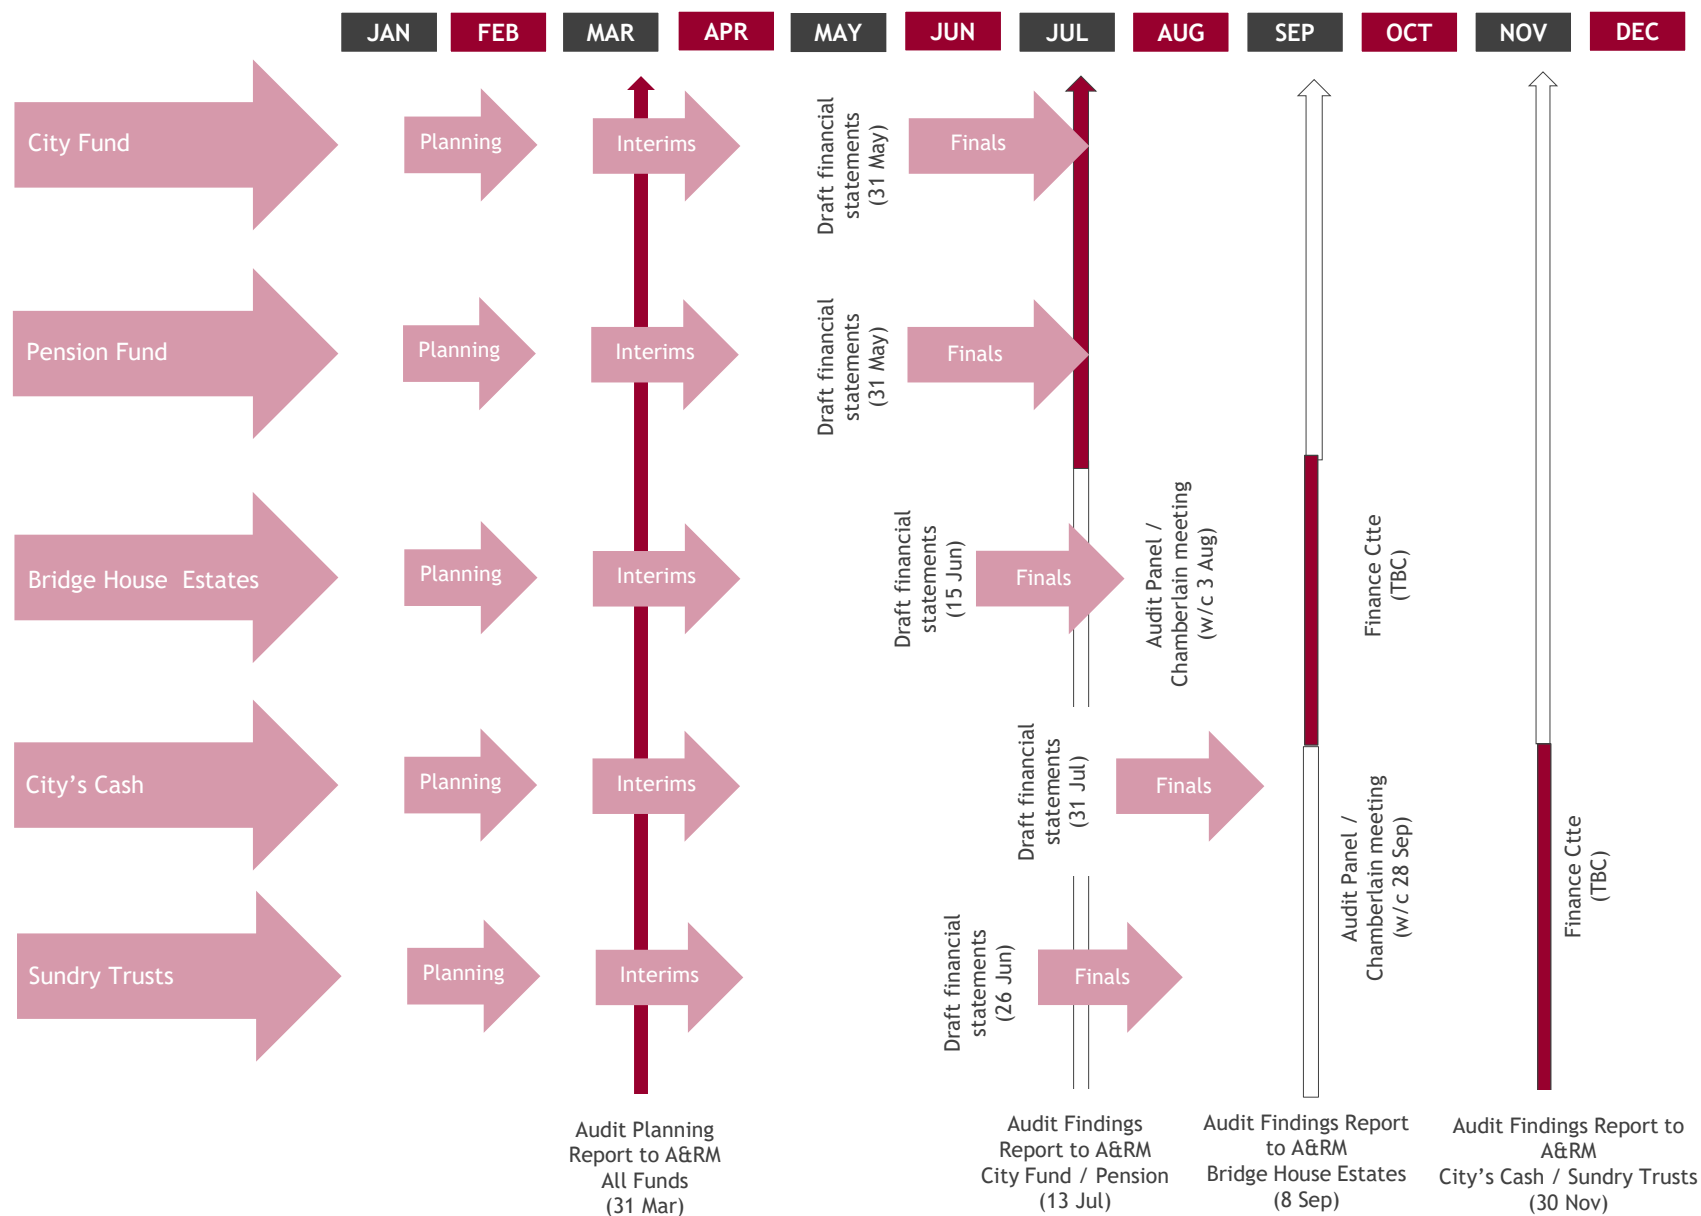 JAN FEB MAR APR MAY JUN JUL AUG SEP OCT NOV DEC
City Fund
Planning
Interims
Draft financial
statements
(31 May)
Finals
Pension Fund
Planning
Interims
Draft financial
statements
(31 May)
Finals
Bridge House Estates
Planning
Interims
Draft financial
statements
(15 Jun)
Finals
Audit Panel /
Chamberlain meeting
(w/c 3 Aug)
Finance Ctte
(TBC)
City’s Cash
Planning
Interims
Draft financial
statements
(31 Jul)
Finals
Audit Panel /
Chamberlain meeting
(w/c 28 Sep)
Finance Ctte
(TBC)
Sundry Trusts
Planning
Interims
Draft financial
statements
(26 Jun)
Finals
Audit Planning
Report to A&RM
All Funds
(31 Mar)
Audit Findings
Report to A&RM
City Fund / Pension
(13 Jul)
Audit Findings Report
to A&RM
Bridge House Estates
(8 Sep)
Audit Findings Report to
A&RM
City’s Cash / Sundry Trusts
(30 Nov)